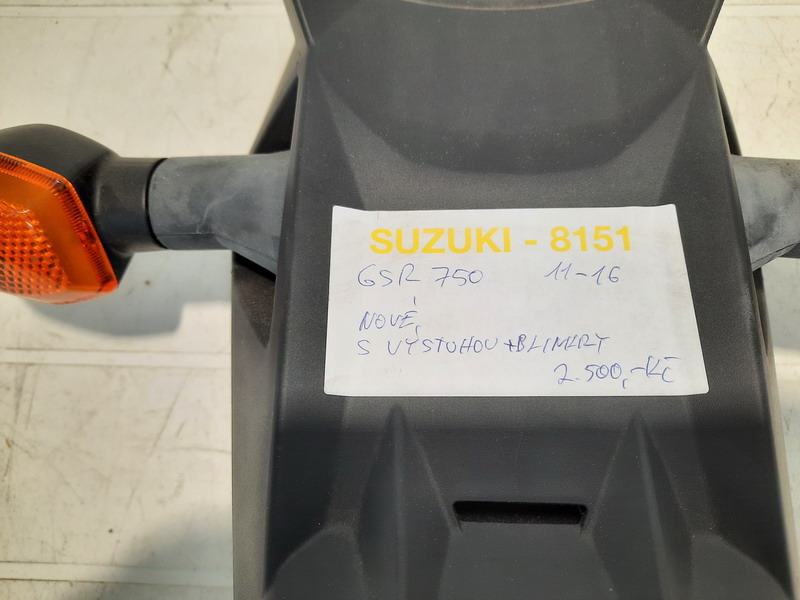 SUZUKI - 8151
GSR 750 11-16
NOVÉ,
S VÝSTUHOU + BLINKRY
2.500,-Kč